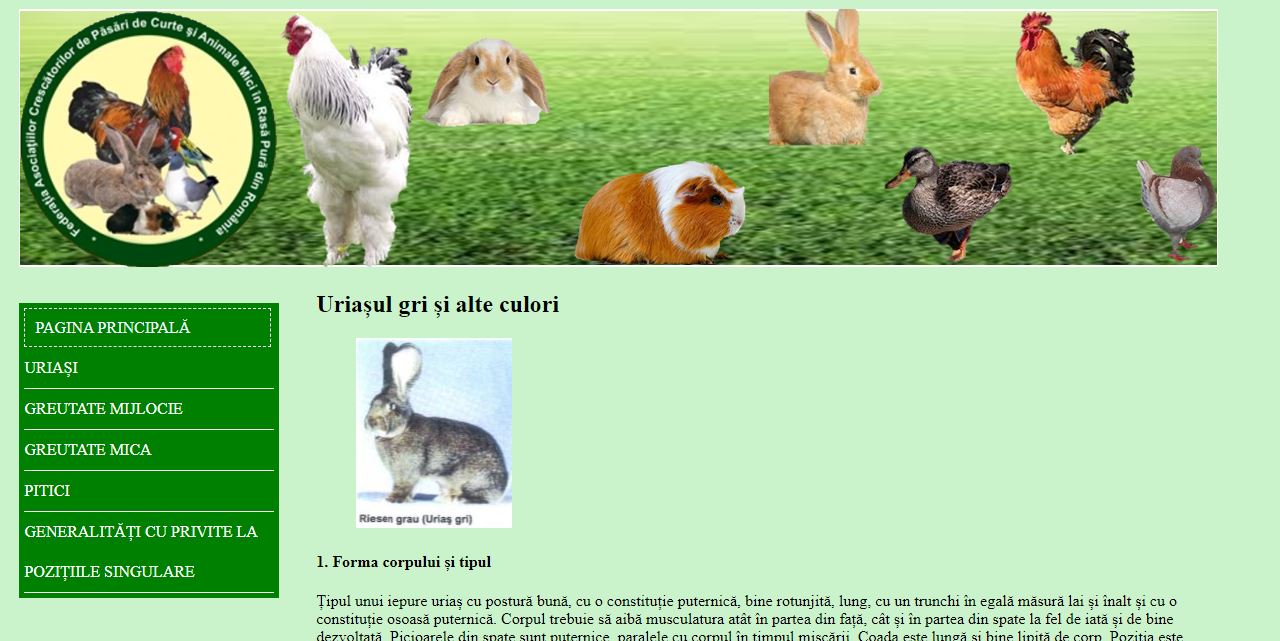 Federația Asociațiilor Crescătorilor de Păsări de Curte și Animale Mici în Rasă Pură din România
PAGINA PRINCIPALĂ
URIAȘI
GREUTATE MIJLOCIE
GREUTATE MICA
PITICI
GENERALITĂȚI CU PRIVITE LA
POZIȚIILE SINGULARE
Uriașul gri și alte culori
Riesen grau (Uriaş gri)
1. Forma corpului și tipul
Țipul unui iepure uriaş cu postură bună, cu o constituție puternică, bine rotunjită, lung, cu un trunchi în egală măsură lai și înalt și cu o
constituție osoasă puternică. Corpul trebuie să aibă musculatura atât în partea din față, cât și în partea din spate la fel de iată și de bine
dezvoltată. Picioarele din spate sunt puternice, paralele cu corpul în timpul mișcării. Coada este lungă și bine lipită de corp. Poziția este